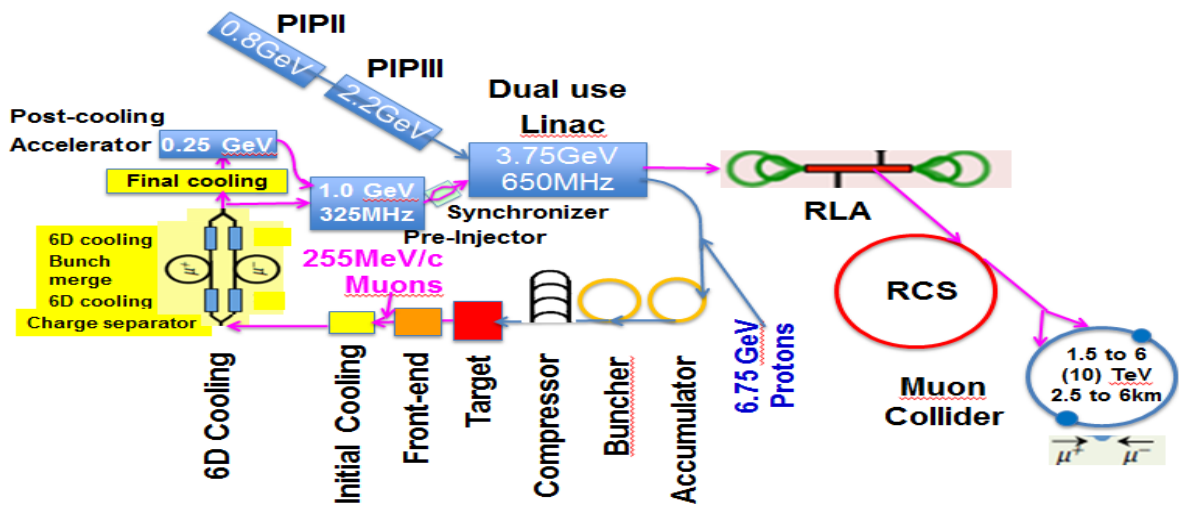 PIPII
0.8GeV
PIPIII
2.2GeV
Dual use
Linac
3.75GeV
650MHz
Post-cooling
Accelerator
0.25 GeV
Final cooling
1.0 GeV
325MHz
Synchronizer
Pre-Injector
RLA
6D cooling
Bunch
merge
6D cooling
Charge separator
μ+
μ−
255MeV/c
Muons
RCS
1.5 to 6
(10) TeV
2.5 to 6km
Muon
Collider
μ+
μ−
6D Cooling
Initial Cooling
Front-end
Target
Compressor
Buncher
Accumulator
6.75 GeV
Protons